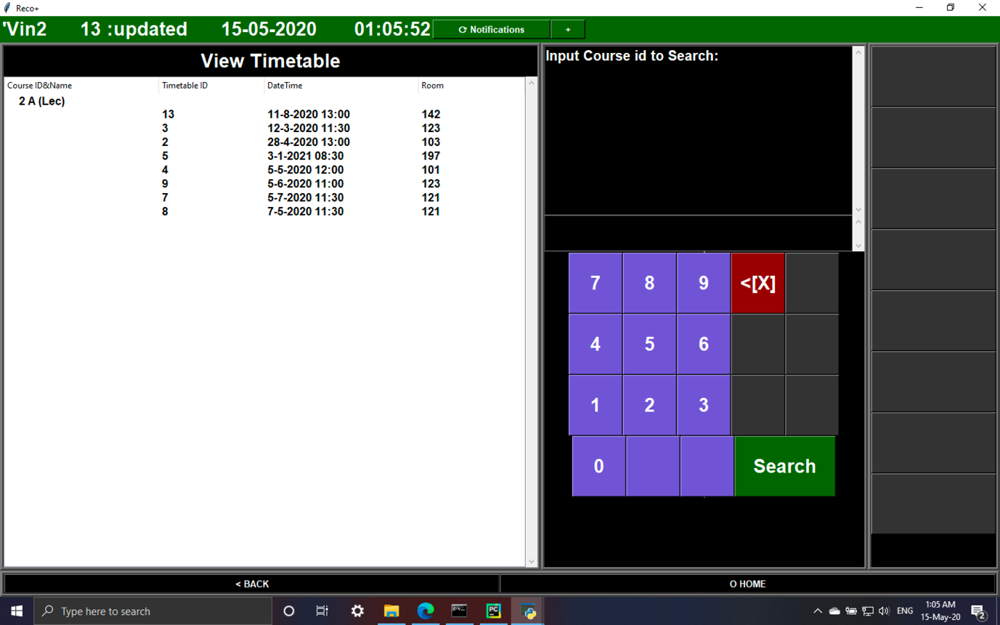 Reco+
'Vin2 13 :updated 15-05-2020 01:05:52 Notifications +
View Timetable
Course ID&Name Timetable ID DateTime Room
2 A (Lec)
13 11-8-2020 13:00 142
3 12-3-2020 11:30 123
2 28-4-2020 13:00 103
5 3-1-2021 08:30 197
4 5-5-2020 12:00 101
9 5-6-2020 11:00 123
7 5-7-2020 11:30 121
8 7-5-2020 11:30 121
Input Course id to Search:
7 8 9 <[X]
4 5 6
1 2 3
0 Search
< BACK O HOME
Type here to search
PC
ENG
1:05 AM
15-May-20
2